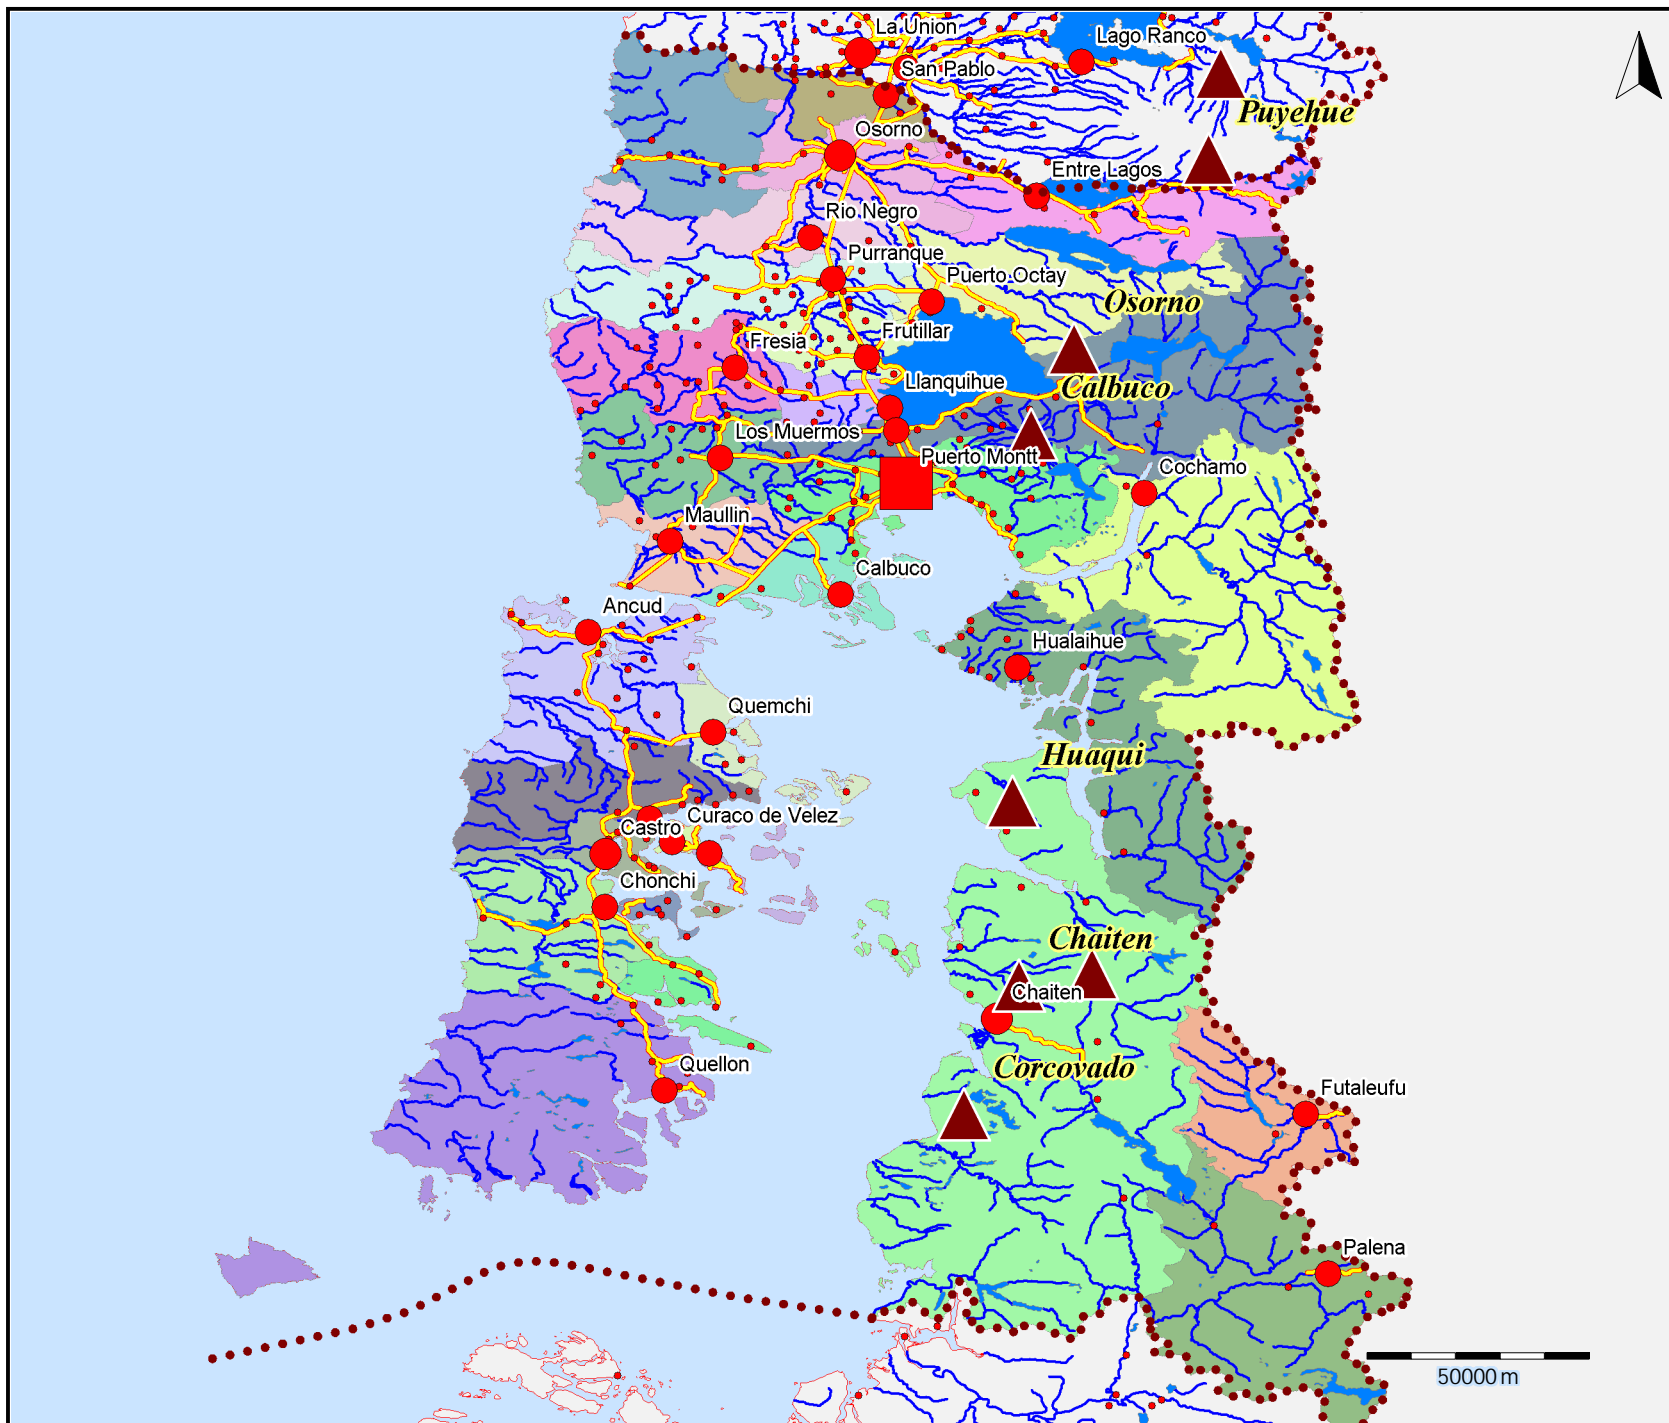 La Union
Lago Ranco
San Pablo
Puyehue
Osorno
Entre Lagos
Rio Negro
Purranque
Puerto Octay
Osorno
Frutillar
Fresia
Llanquihue
Calbuco
Los Muermos
Puerto Montt
Cochamo
Maullin
Calbuco
Ancud
Hualaihue
Quemchi
Huaqui
Curaco de Velez
Castro
Chonchi
Chaiten
Chaiten
Quellon
Corcovado
Futaleufu
Palena
50000 m